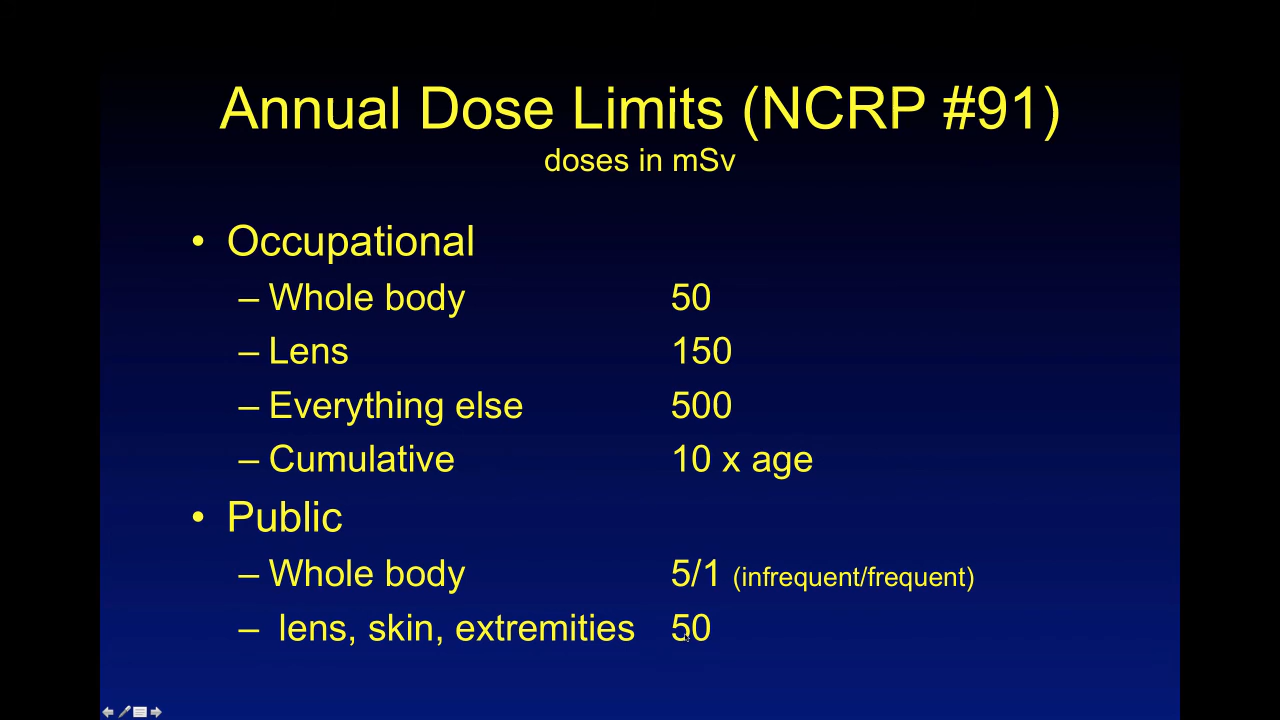 Annual Dose Limits (NCRP #91)
doses in mSv
• Occupational
– Whole body 50
– Lens 150
– Everything else 500
– Cumulative 10 x age
• Public
– Whole body 5/1 (infrequent/frequent)
– lens, skin, extremities 50